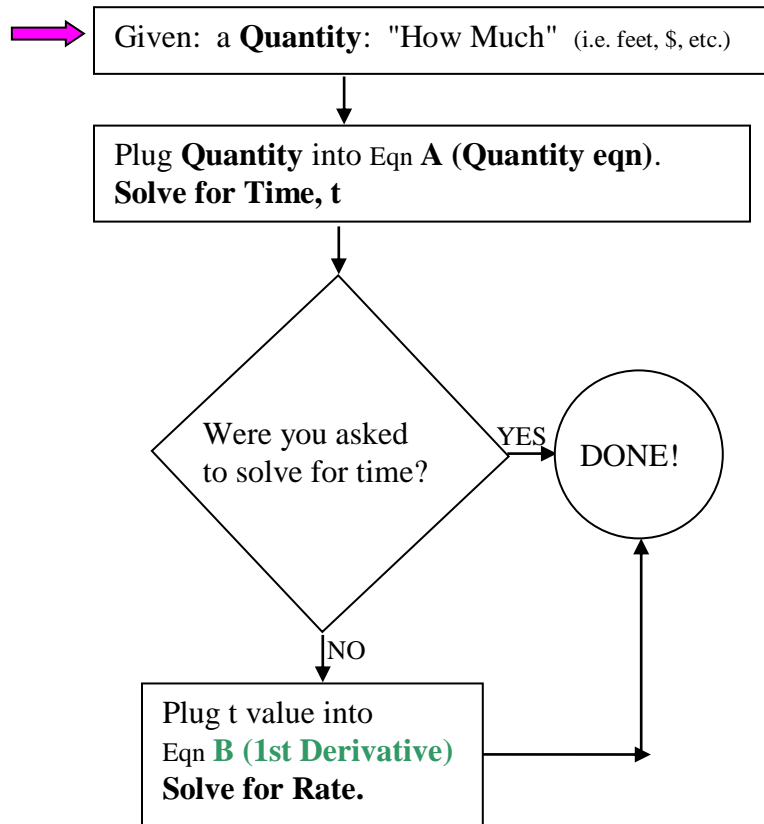 Given: a Quantity: "How Much" (i.e. feet, $, etc.)
Plug Quantity into Eqn A (Quantity eqn).
Solve for Time, t
Were you asked
to solve for time?
YES
DONE!
NO
Plug t value into
Eqn B (1st Derivative)
Solve for Rate.